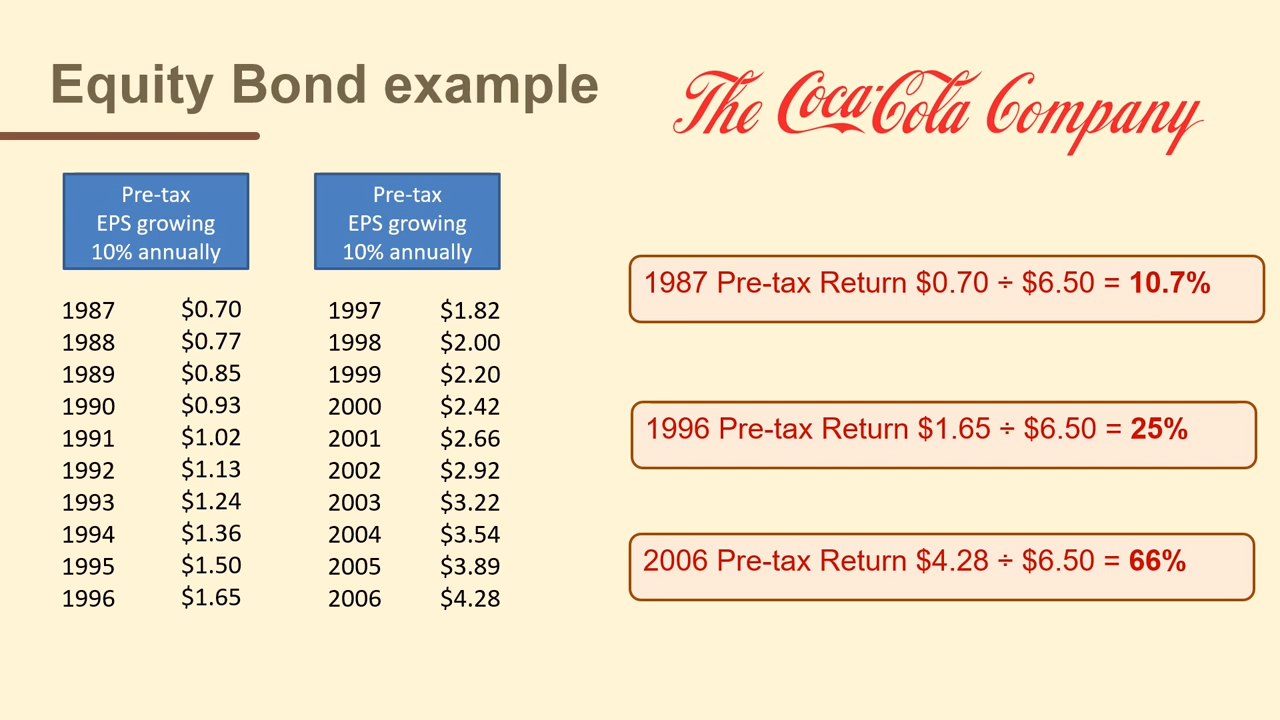 Equity Bond example
The Coca-Cola Company
Pre-tax
EPS growing
10% annually
Pre-tax
EPS growing
10% annually
1987 $0.70
1988 $0.77
1989 $0.85
1990 $0.93
1991 $1.02
1992 $1.13
1993 $1.24
1994 $1.36
1995 $1.50
1996 $1.65
1997 $1.82
1998 $2.00
1999 $2.20
2000 $2.42
2001 $2.66
2002 $2.92
2003 $3.22
2004 $3.54
2005 $3.89
2006 $4.28
1987 Pre-tax Return $0.70 ÷ $6.50 = 10.7%
1996 Pre-tax Return $1.65 ÷ $6.50 = 25%
2006 Pre-tax Return $4.28 ÷ $6.50 = 66%